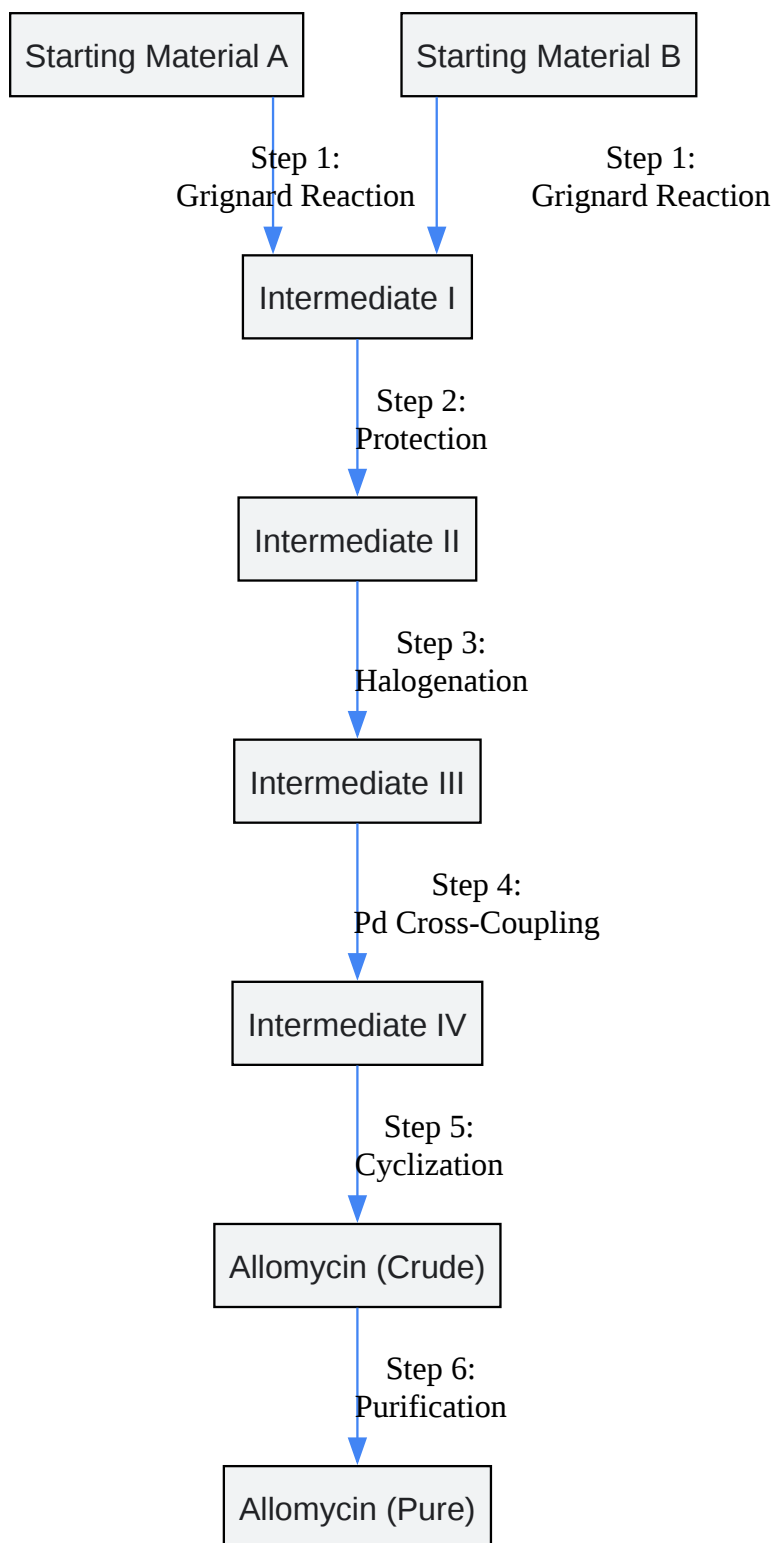 Starting Material A
Starting Material B
Step 1:
Grignard Reaction
Step 1:
Grignard Reaction
Intermediate I
Step 2:
Protection
Intermediate II
Step 3:
Halogenation
Intermediate III
Step 4:
Pd Cross-Coupling
Intermediate IV
Step 5:
Cyclization
Allomycin (Crude)
Step 6:
Purification
Allomycin (Pure)